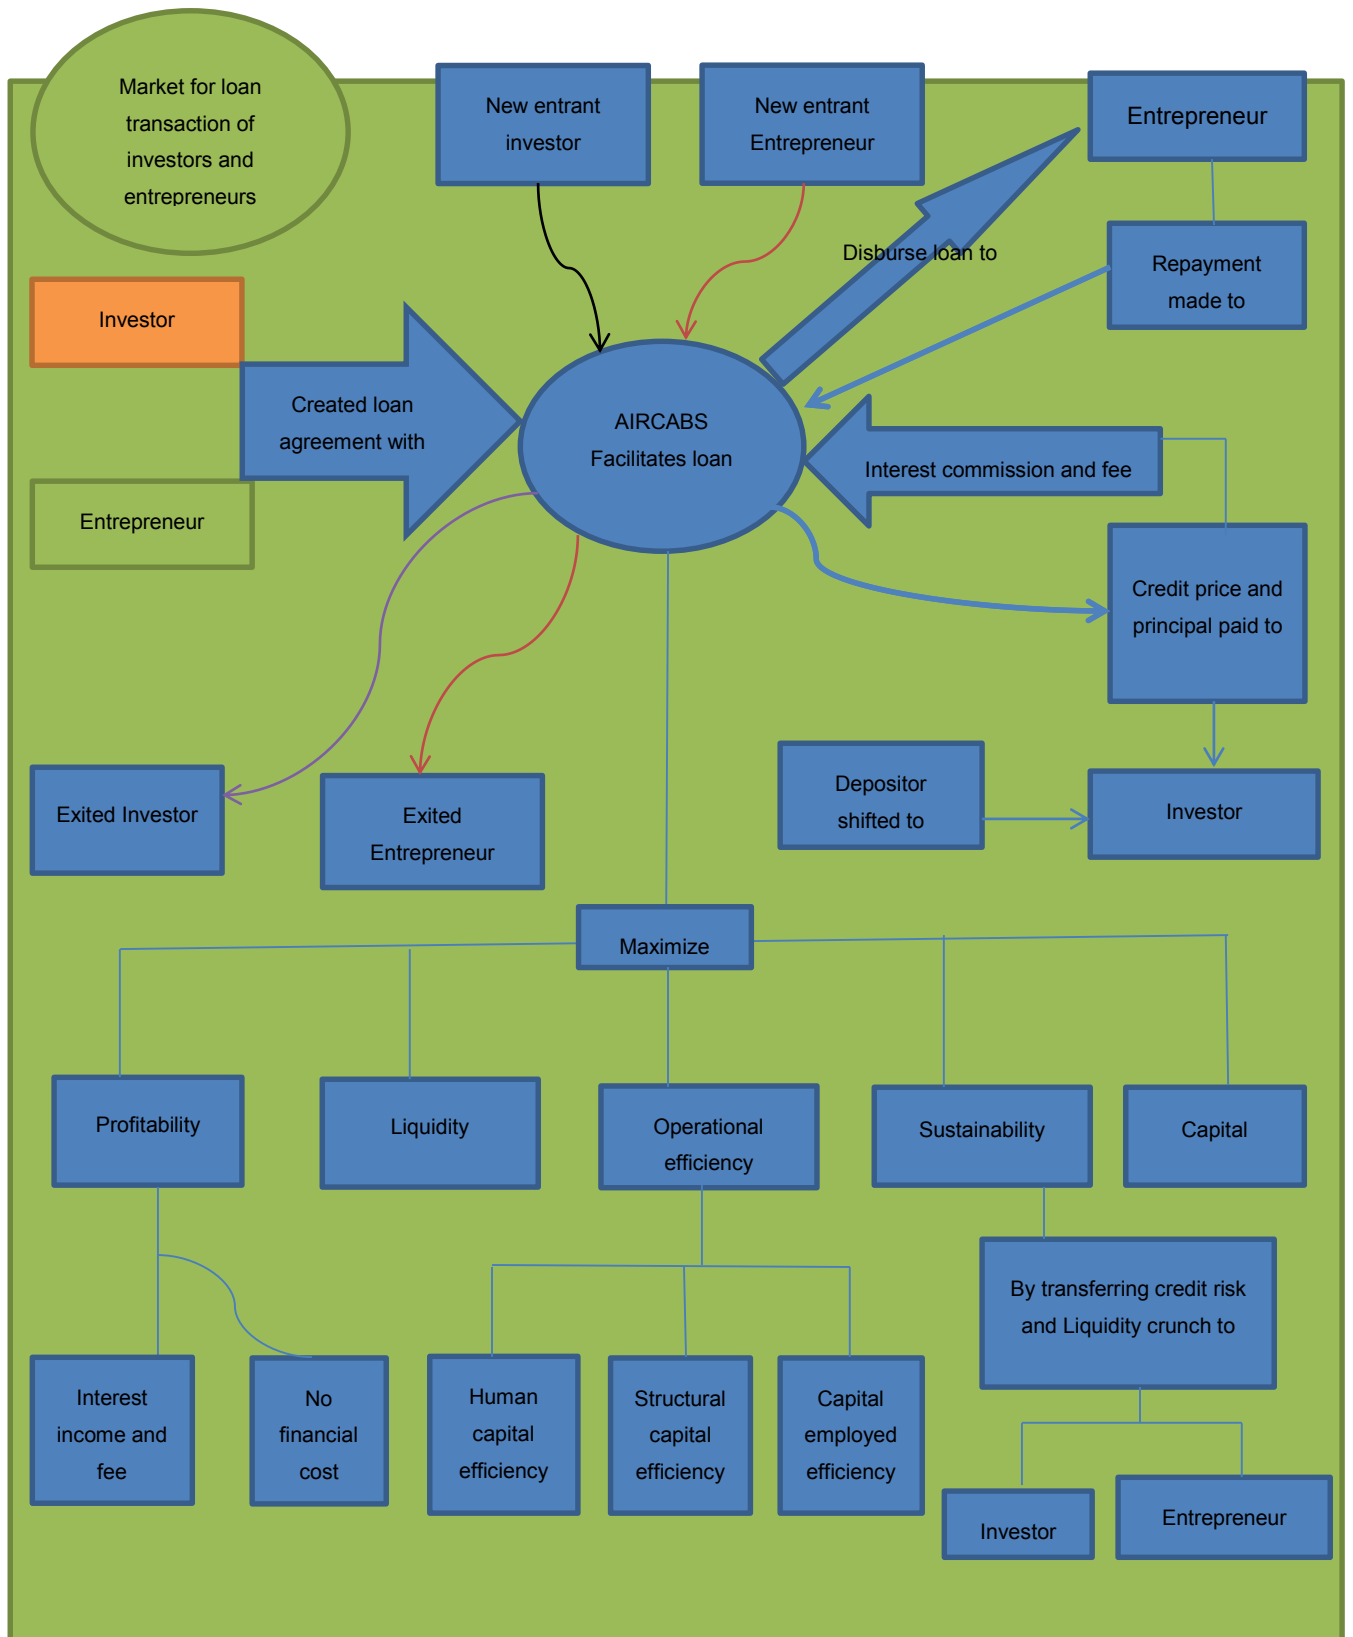 Market for loan
transaction of
investors and
entrepreneurs
New entrant
investor
New entrant
Entrepreneur
Entrepreneur
Disburse loan to
Repayment
made to
Investor
Created loan
agreement with
AIRCABS
Facilitates loan
Interest commission and fee
Entrepreneur
Credit price and
principal paid to
Exited Investor
Exited
Entrepreneur
Depositor
shifted to
Investor
Maximize
Profitability
Liquidity
Operational
efficiency
Sustainability
Capital
By transferring credit risk
and Liquidity crunch to
Interest
income and
fee
No
financial
cost
Human
capital
efficiency
Structural
capital
efficiency
Capital
employed
efficiency
Investor
Entrepreneur